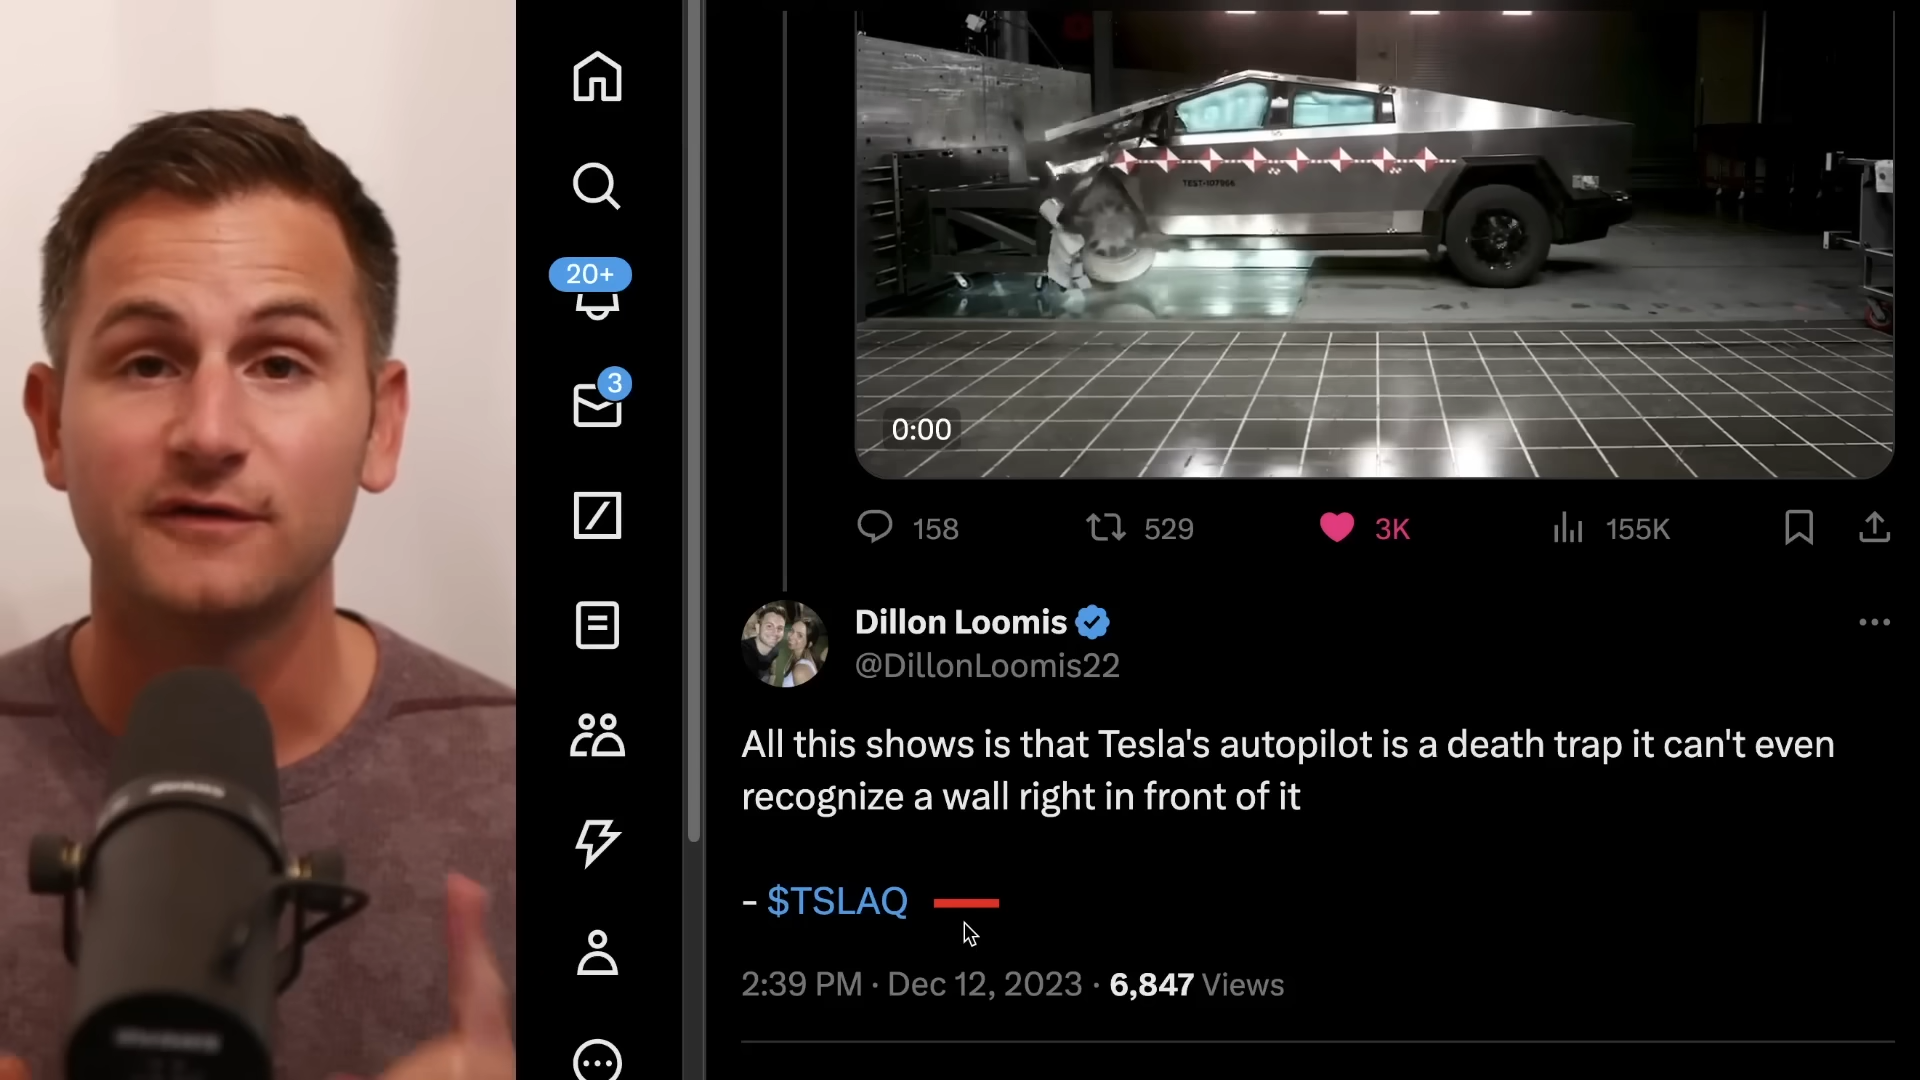 TEST-107966
0:00
158 529 3K 155K
20+
3
Dillon Loomis
@DillonLoomis22
All this shows is that Tesla's autopilot is a death trap it can't even
recognize a wall right in front of it
- $TSLAQ
2:39 PM · Dec 12, 2023 · 6,847 Views